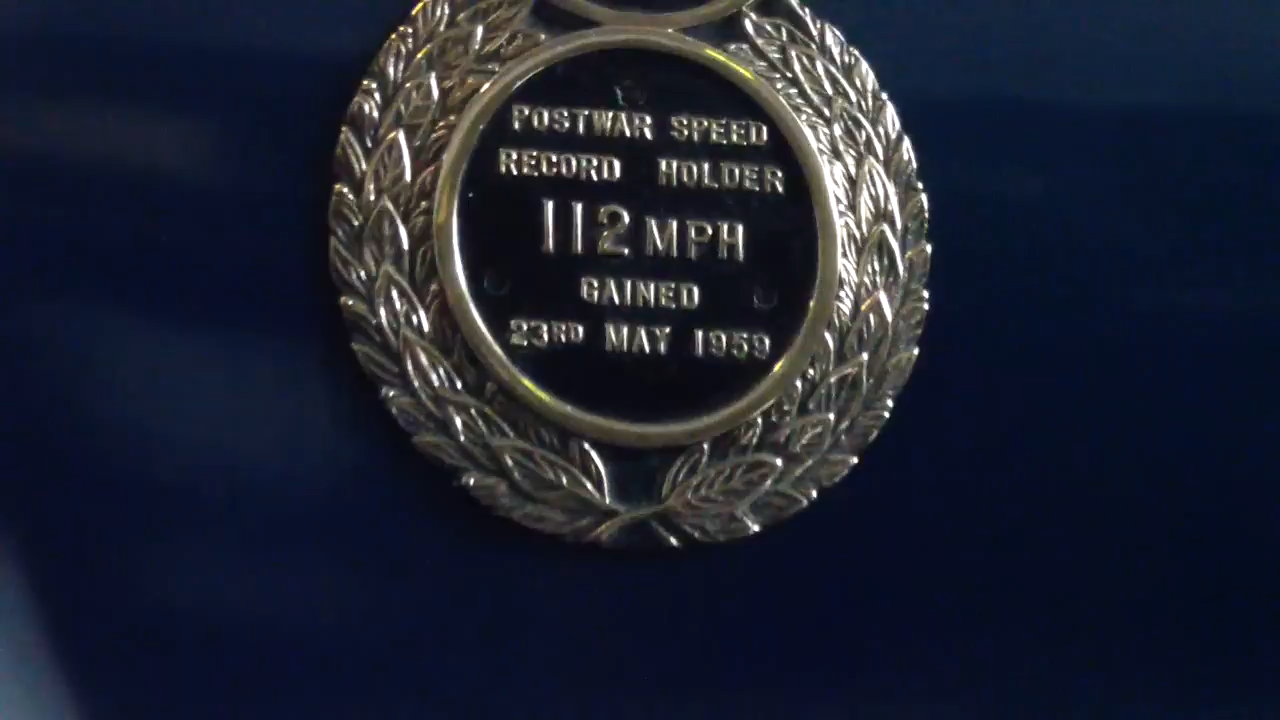 POSTWAR SPEED
RECORD HOLDER
112 MPH
GAINED
23RD MAY 1959